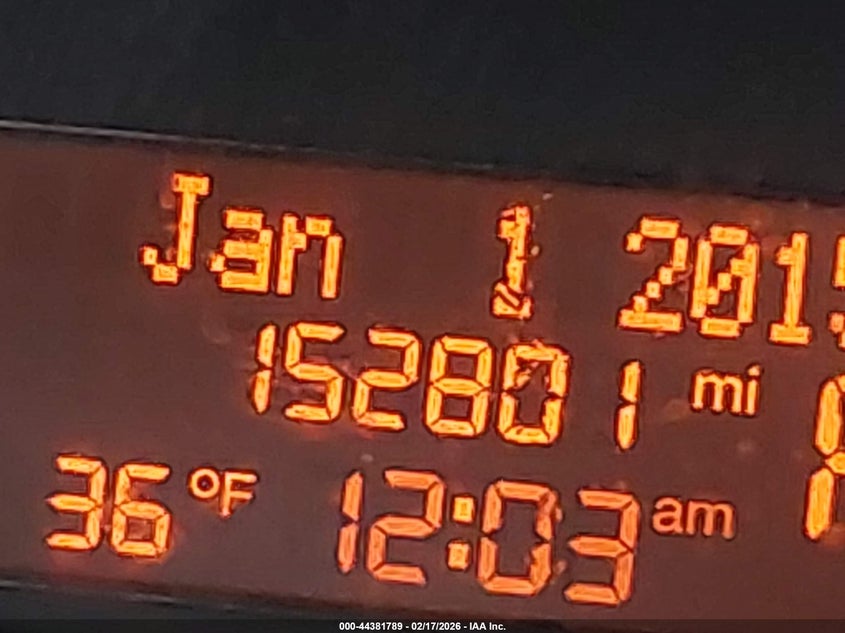 Jan 1 201
152801 mi
36 °F 12:03 am
000-44381789 - 02/17/2026 - IAA Inc.